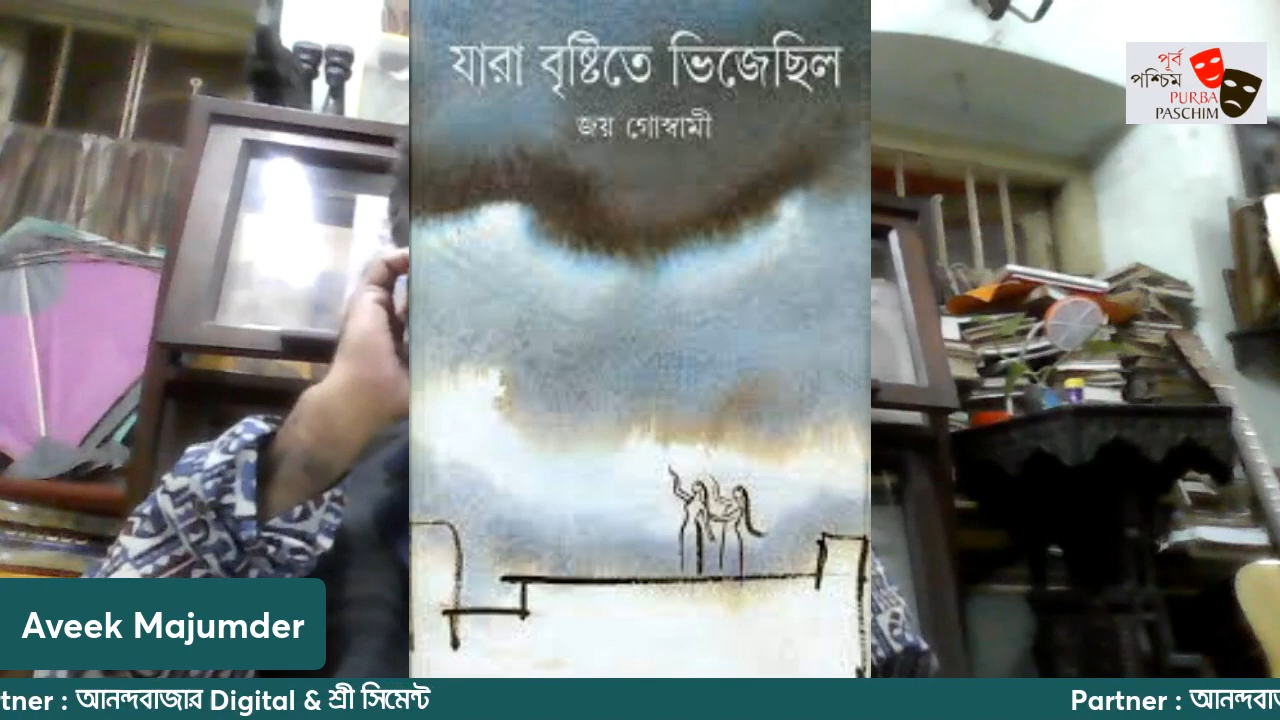 যারা বৃষ্টিতে ভিজেছিল
জয় গোস্বামী
পূর্ব
পশ্চিম
PURBA
PASCHIM
Aveek Majumder
tner : আনন্দবাজার Digital & শ্রী সিমেন্ট
Partner : আনন্দবাজ